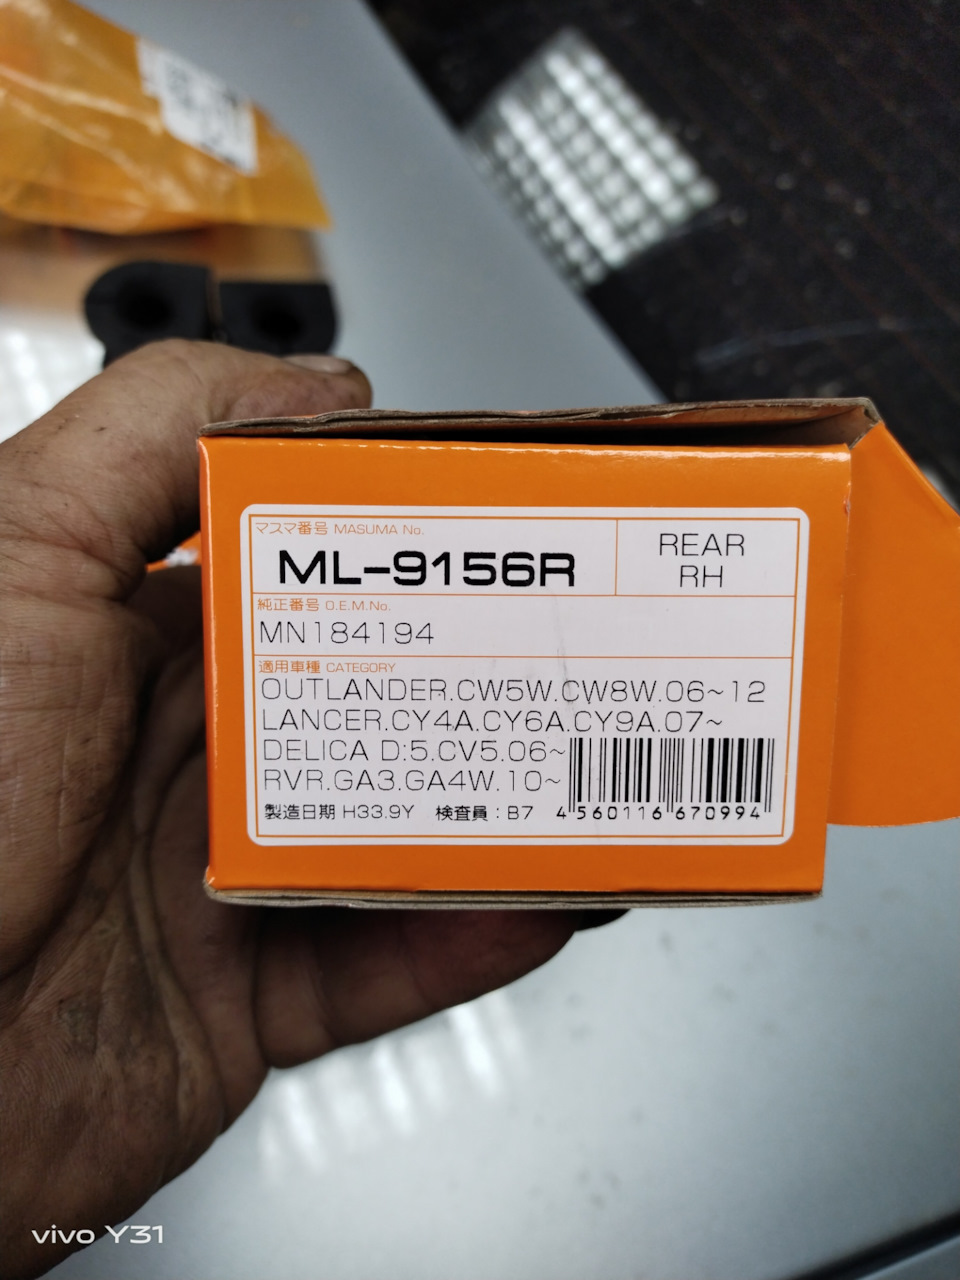 マスマ番号 MASUMA No.
ML-9156R
REAR
RH
純正番号 O.E.M.No.
MN184194
適用車種 CATEGORY
OUTLANDER.CW5W.CW8W.06~12
LANCER.CY4A.CY6A.CY9A.07~
DELICA D:5.CV5.06~
RVR.GA3.GA4W.10~
製造日期 H33.9Y 検査員:B7
4 560116 670994
vivo Y31